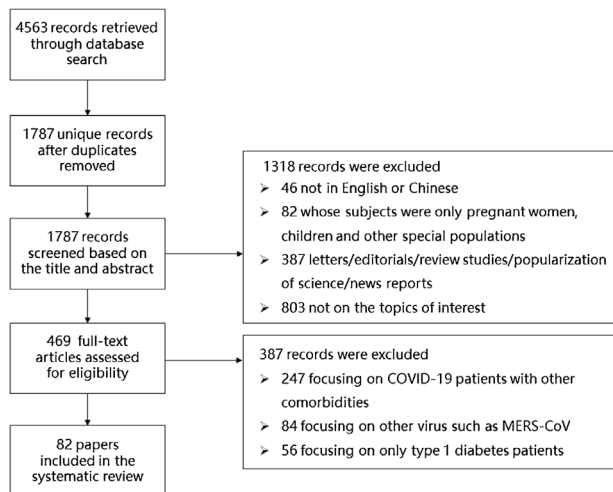 4563 records retrieved
through database
search
1787 unique records
after duplicates
removed
1318 records were excluded
➢ 46 not in English or Chinese
➢ 82 whose subjects were only pregnant women,
children and other special populations
➢ 387 letters/editorials/review studies/popularization
of science/news reports
➢ 803 not on the topics of interest
1787 records
screened based on
the title and abstract
469 full-text
articles assessed
for eligibility
387 records were excluded
➢ 247 focusing on COVID-19 patients with other
comorbidities
➢ 84 focusing on other virus such as MERS-CoV
➢ 56 focusing on only type 1 diabetes patients
82 papers
included in the
systematic review